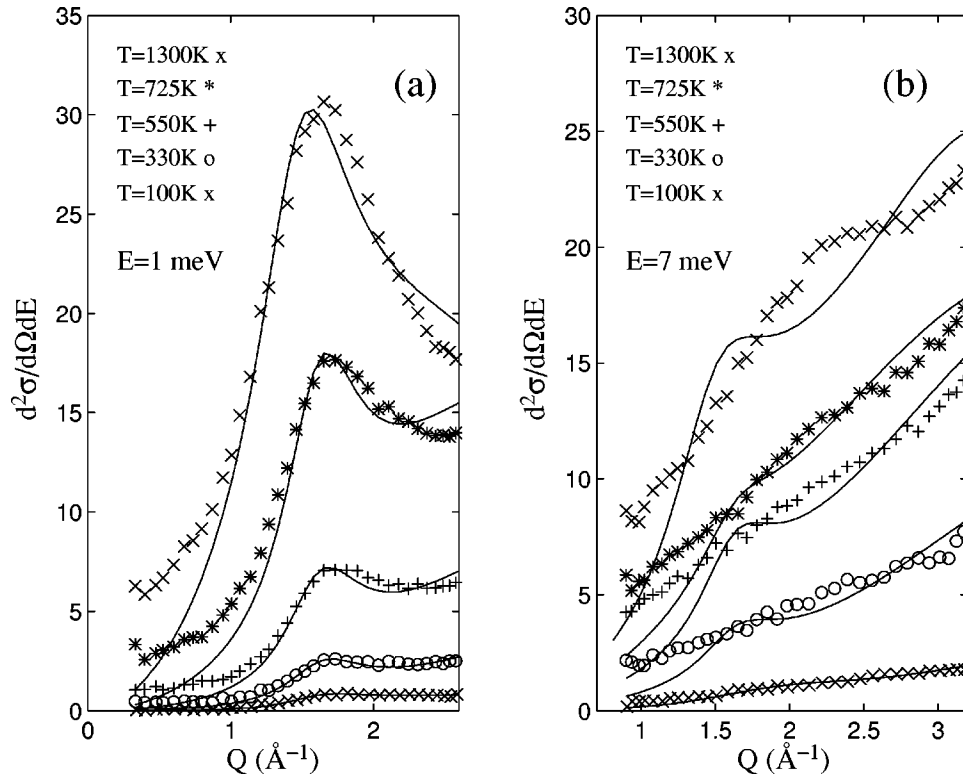 35
30
25
20
15
10
5
0
d²σ/dΩdE
T=1300K x
T=725K *
T=550K +
T=330K o
T=100K x
E=1 meV
(a)
0
1
2
Q (Å⁻¹)
30
25
20
15
10
5
0
d²σ/dΩdE
T=1300K x
T=725K *
T=550K +
T=330K o
T=100K x
E=7 meV
(b)
1
1.5
2
2.5
3
Q (Å⁻¹)